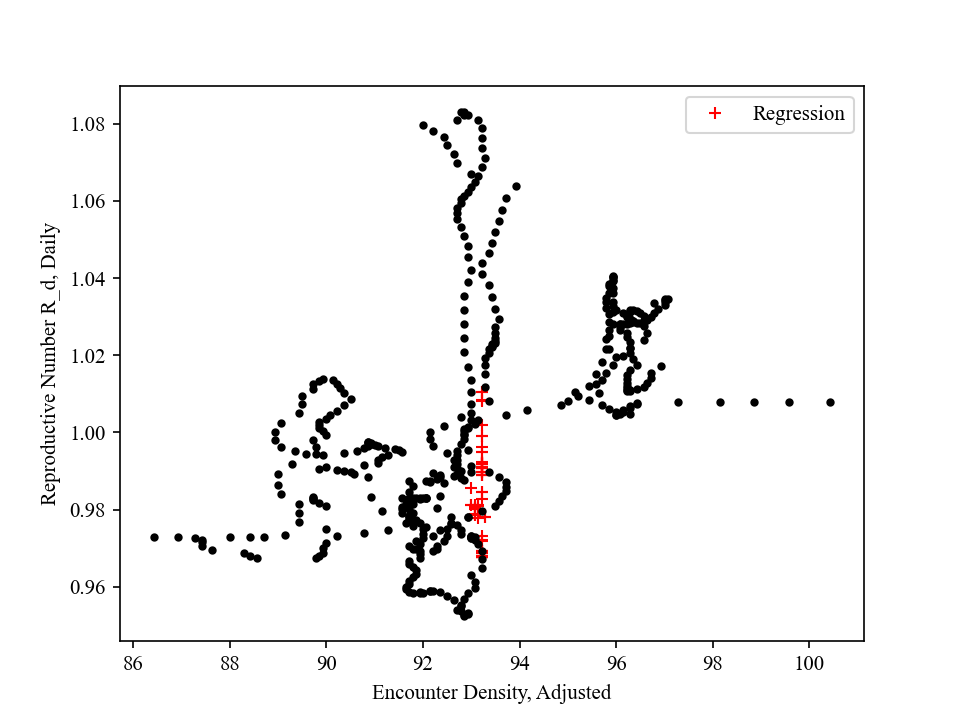 Regression
1.08
1.06
1.04
1.02
1.00
0.98
0.96
Reproductive Number R_d, Daily
86 88 90 92 94 96 98 100
Encounter Density, Adjusted